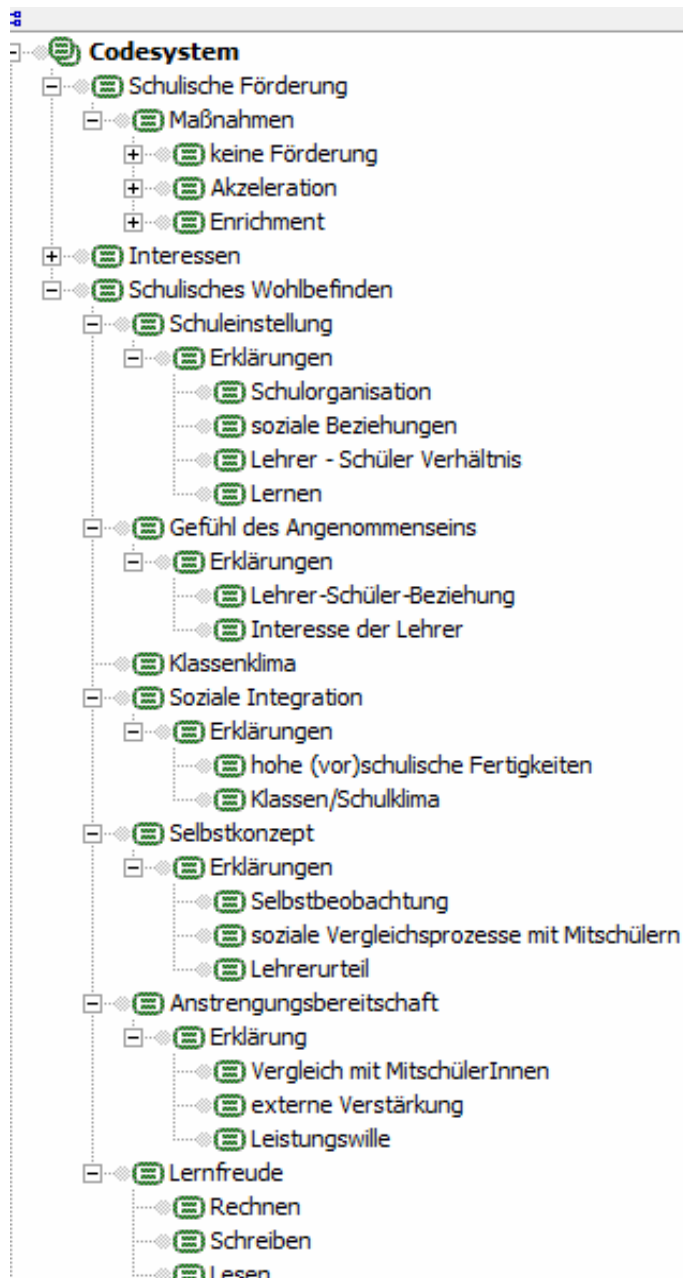 Codesystem
Schulische Förderung
Maßnahmen
keine Förderung
Akzeleration
Enrichment
Interessen
Schulisches Wohlbefinden
Schuleinstellung
Erklärungen
Schulorganisation
soziale Beziehungen
Lehrer - Schüler Verhältnis
Lernen
Gefühl des Angenommenseins
Erklärungen
Lehrer-Schüler-Beziehung
Interesse der Lehrer
Klassenklima
Soziale Integration
Erklärungen
hohe (vor)schulische Fertigkeiten
Klassen/Schulklima
Selbstkonzept
Erklärungen
Selbstbeobachtung
soziale Vergleichsprozesse mit Mitschülern
Lehrerurteil
Anstrengungsbereitschaft
Erklärung
Vergleich mit MitschülerInnen
externe Verstärkung
Leistungswille
Lernfreude
Rechnen
Schreiben
Lesen